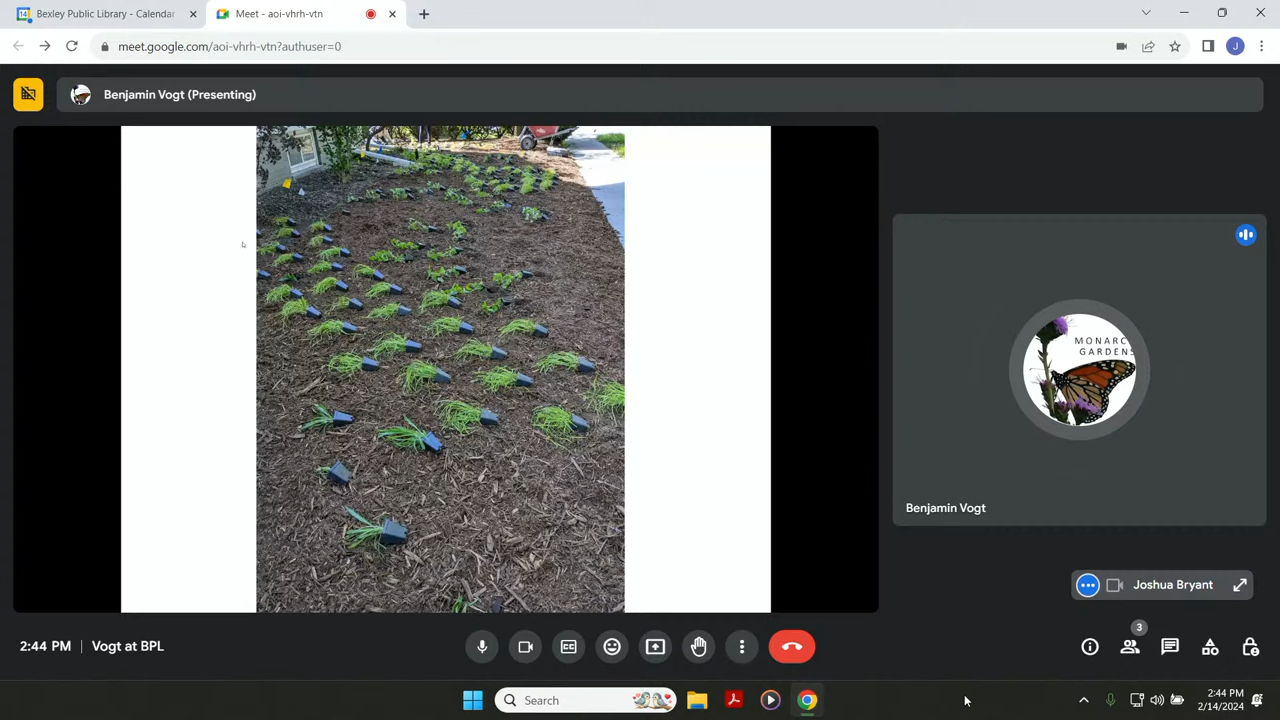 Bexley Public Library - Calendar
Meet - aoi-vhrh-vtn
meet.google.com/aoi-vhrh-vtn?authuser=0
J
Benjamin Vogt (Presenting)
MONARC
GARDENS
Benjamin Vogt
Joshua Bryant
2:44 PM | Vogt at BPL
3
Search
2:44 PM
2/14/2024